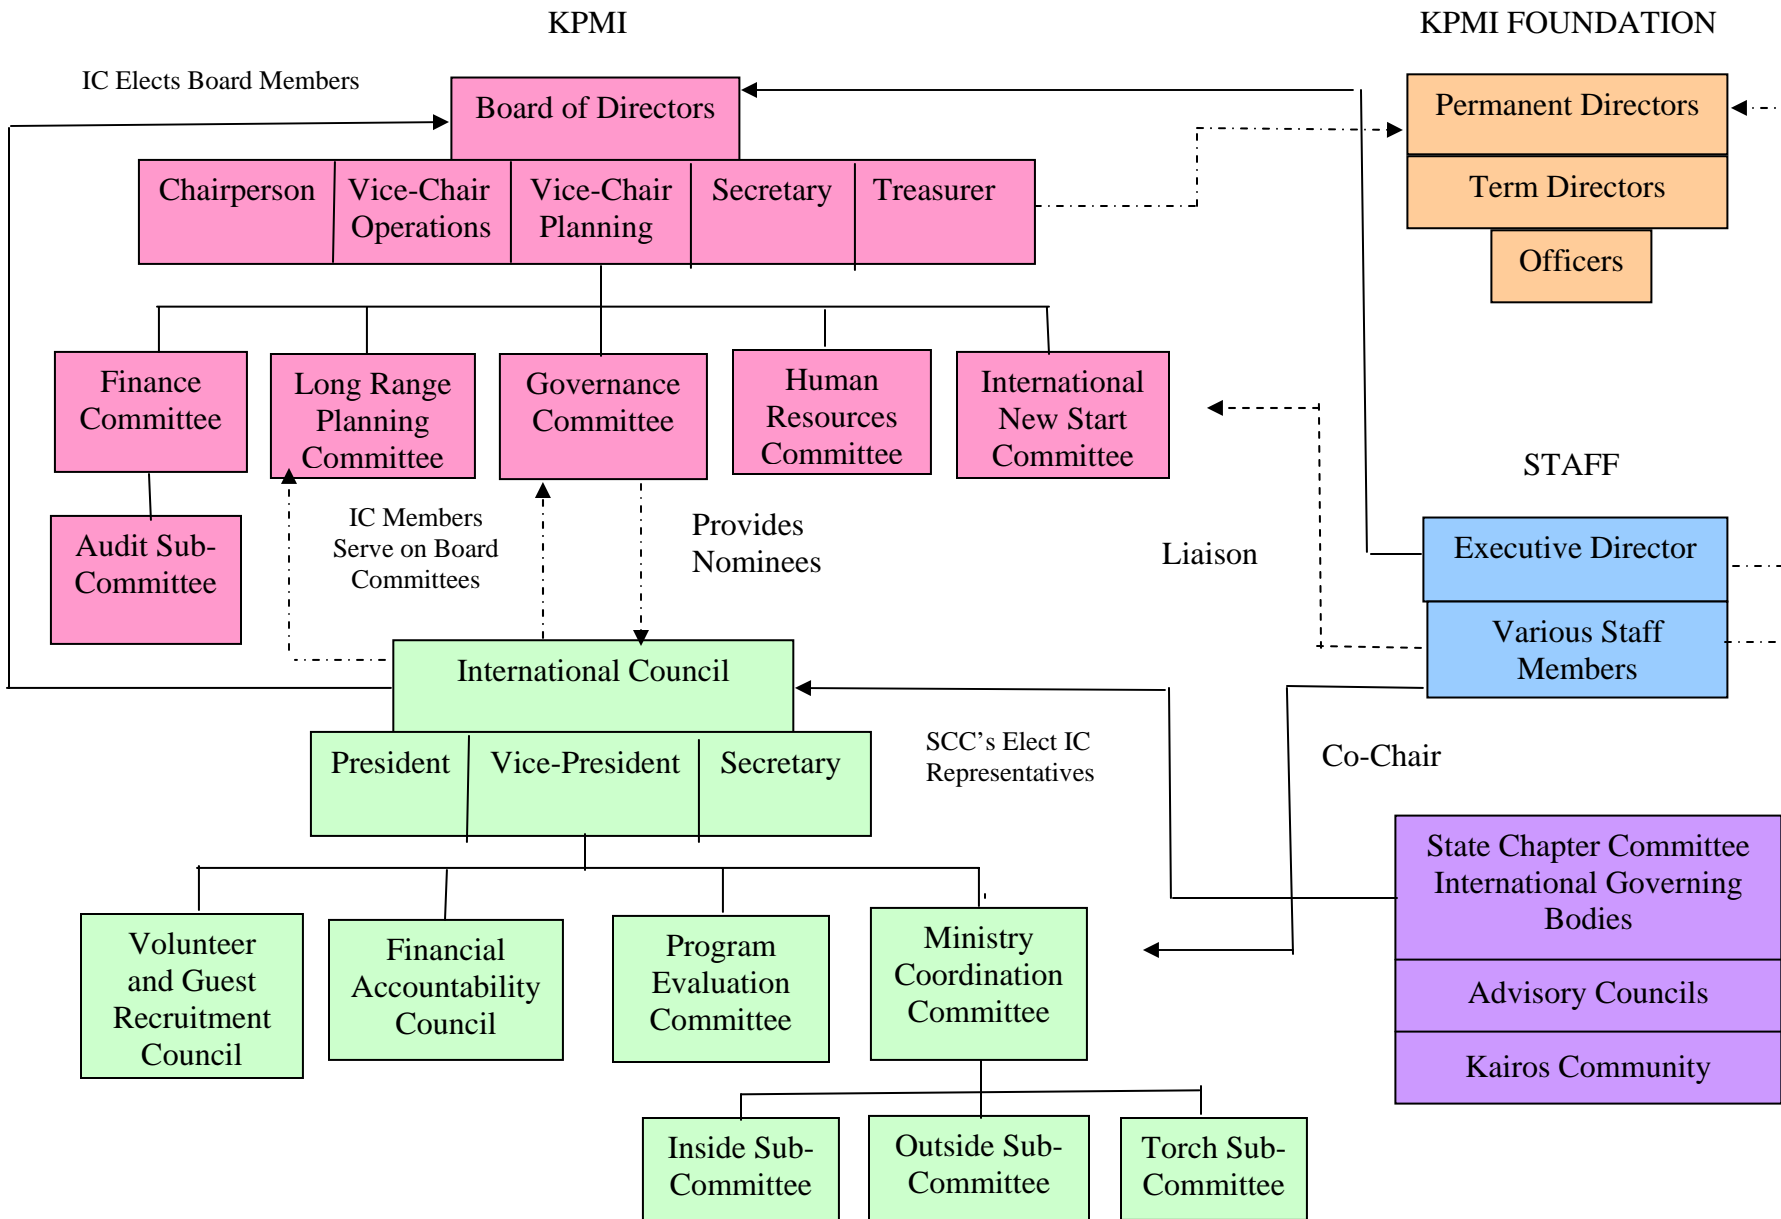 KPMI
KPMI FOUNDATION
IC Elects Board Members
Board of Directors
Permanent Directors
Chairperson
Vice-Chair
Operations
Vice-Chair
Planning
Secretary
Treasurer
Term Directors
Officers
Finance
Committee
Long Range
Planning
Committee
Governance
Committee
Human
Resources
Committee
International
New Start
Committee
STAFF
Audit Sub-
Committee
IC Members
Serve on Board
Committees
Provides
Nominees
Liaison
Executive Director
Various Staff
Members
International Council
President
Vice-President
Secretary
SCC’s Elect IC
Representatives
Co-Chair
State Chapter Committee
International Governing
Bodies
Advisory Councils
Kairos Community
Volunteer
and Guest
Recruitment
Council
Financial
Accountability
Council
Program
Evaluation
Committee
Ministry
Coordination
Committee
Inside Sub-
Committee
Outside Sub-
Committee
Torch Sub-
Committee